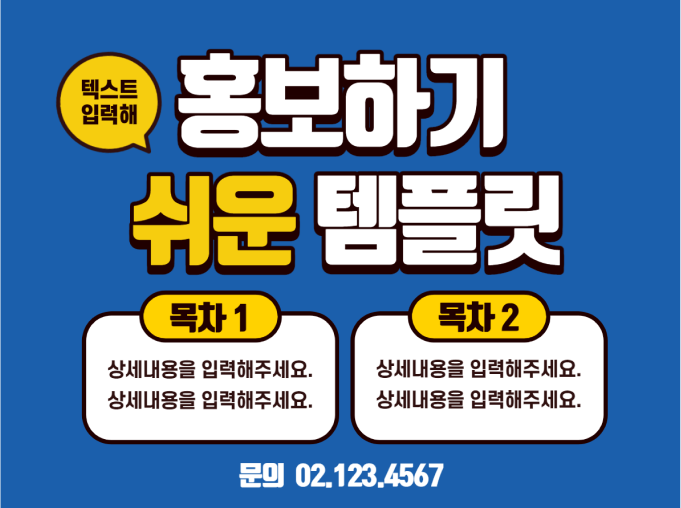 텍스트
입력해
홍보하기
쉬운 템플릿
목차 1
상세내용을 입력해주세요.
상세내용을 입력해주세요.
목차 2
상세내용을 입력해주세요.
상세내용을 입력해주세요.
문의 02.123.4567